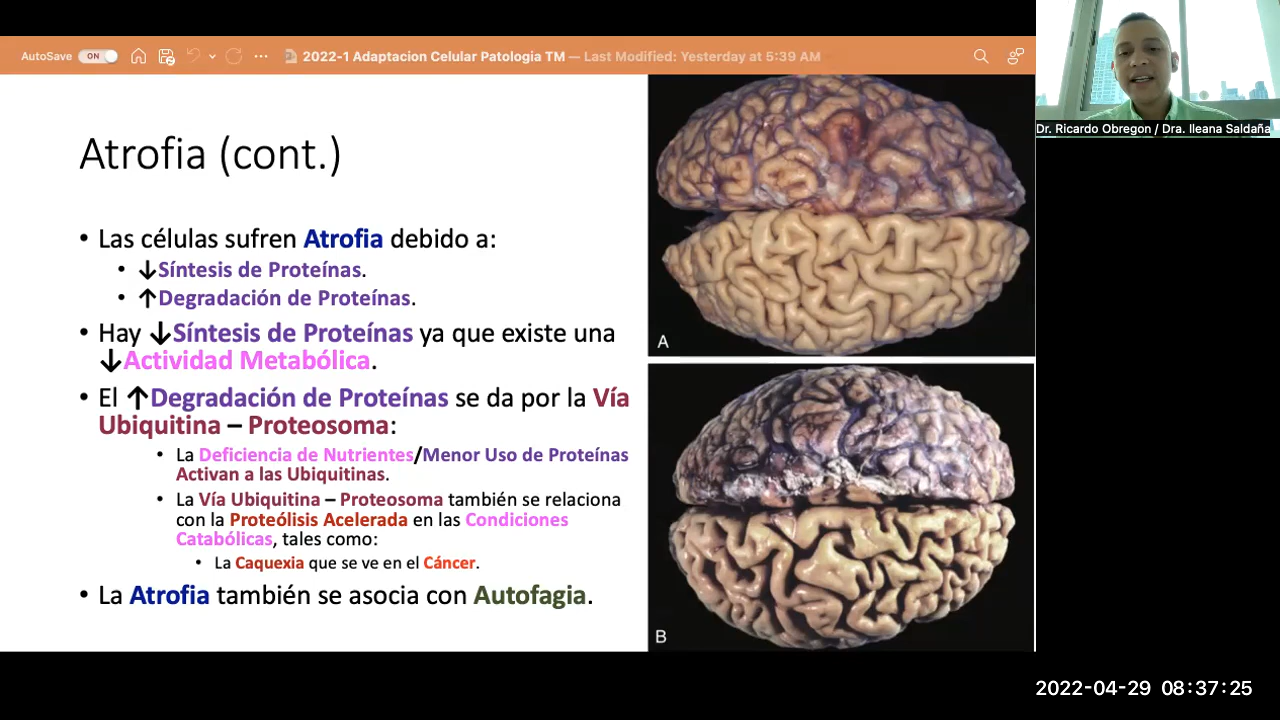 AutoSave ON ... 2022-1 Adaptacion Celular Patologia TM — Last Modified: Yesterday at 5:39 AM
Dr. Ricardo Obregon / Dra. Ileana Saldaña
Atrofia (cont.)
• Las células sufren Atrofia debido a:
• ↓Síntesis de Proteínas.
• ↑Degradación de Proteínas.
• Hay ↓Síntesis de Proteínas ya que existe una
↓Actividad Metabólica.
• El ↑Degradación de Proteínas se da por la Vía
Ubiquitina – Proteosoma:
• La Deficiencia de Nutrientes/Menor Uso de Proteínas
Activan a las Ubiquitinas.
• La Vía Ubiquitina – Proteosoma también se relaciona
con la Proteólisis Acelerada en las Condiciones
Catabólicas, tales como:
• La Caquexia que se ve en el Cáncer.
• La Atrofia también se asocia con Autofagia.
A
B
2022-04-29 08:37:25